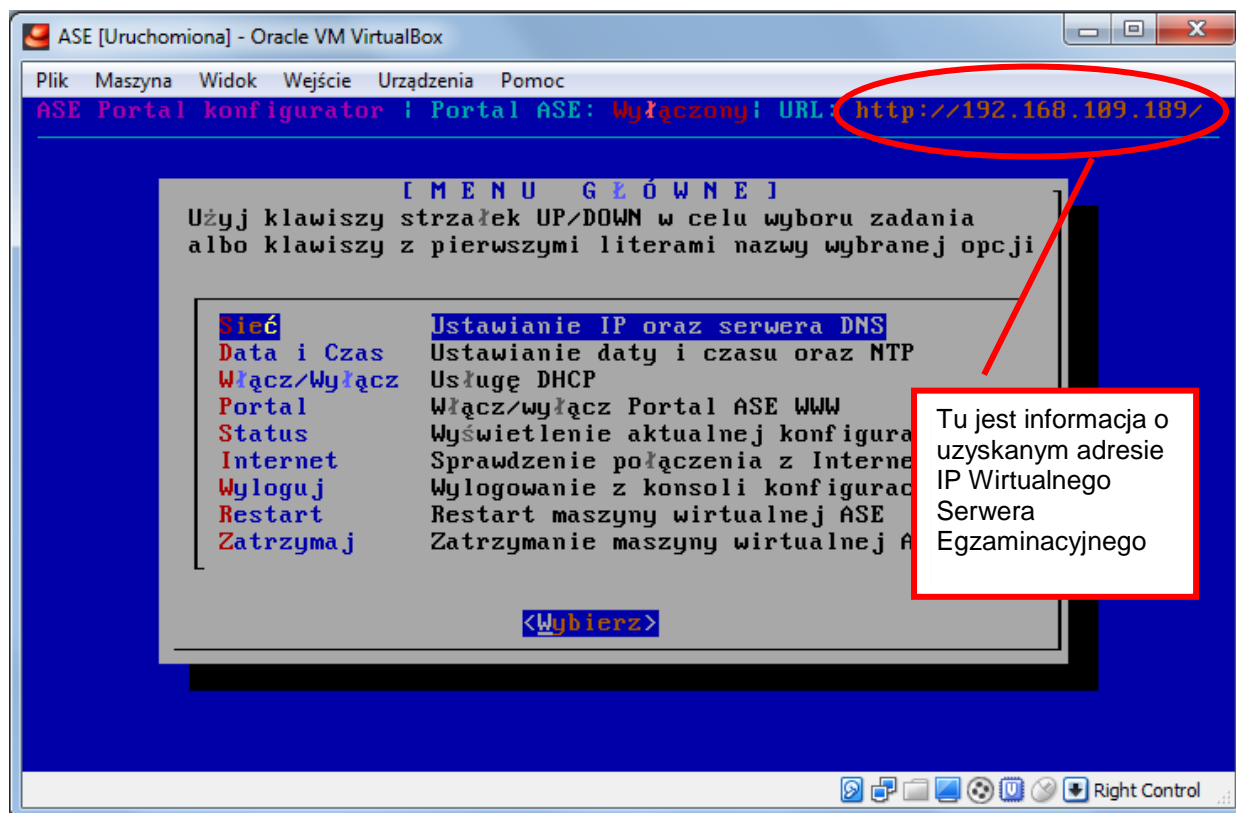 ASE [Uruchomiona] - Oracle VM VirtualBox
Plik Maszyna Widok Wejście Urządzenia Pomoc
ASE Portal konfigurator | Portal ASE: Wyłączony| URL: http://192.168.109.189/
[ M E N U G Ł Ó W N E ]
Użyj klawiszy strzałek UP/DOWN w celu wyboru zadania
albo klawiszy z pierwszymi literami nazwy wybranej opcji
Sieć Ustawianie IP oraz serwera DNS
Data i Czas Ustawianie daty i czasu oraz NTP
Włącz/Wyłącz Usługę DHCP
Portal Włącz/wyłącz Portal ASE WWW
Status Wyświetlenie aktualnej konfigura
Internet Sprawdzenie połączenia z Interne
Wyloguj Wylogowanie z konsoli konfigurac
Restart Restart maszyny wirtualnej ASE
Zatrzymaj Zatrzymanie maszyny wirtualnej A
<Wybierz>
Tu jest informacja o
uzyskanym adresie
IP Wirtualnego
Serwera
Egzaminacyjnego
Right Control